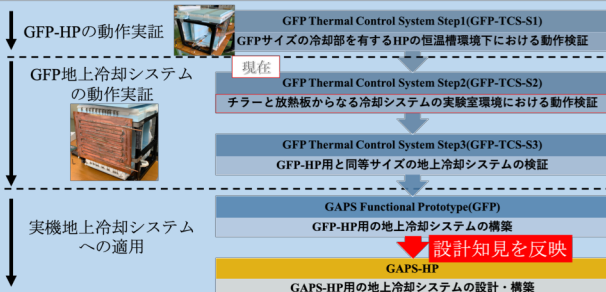 GFP-HPの動作実証
GFP Thermal Control System Step1(GFP-TCS-S1)
GFPサイズの冷却部を有するHPの恒温槽環境下における動作検証
現在
GFP地上冷却システム
の動作実証
GFP Thermal Control System Step2(GFP-TCS-S2)
チラーと放熱板からなる冷却システムの実験室環境における動作検証
GFP Thermal Control System Step3(GFP-TCS-S3)
GFP-HP用と同等サイズの地上冷却システムの検証
実機地上冷却システム
への適用
GAPS Functional Prototype(GFP)
GFP-HP用の地上冷却システムの構築
設計知見を反映
GAPS-HP
GAPS-HP用の地上冷却システムの設計・構築